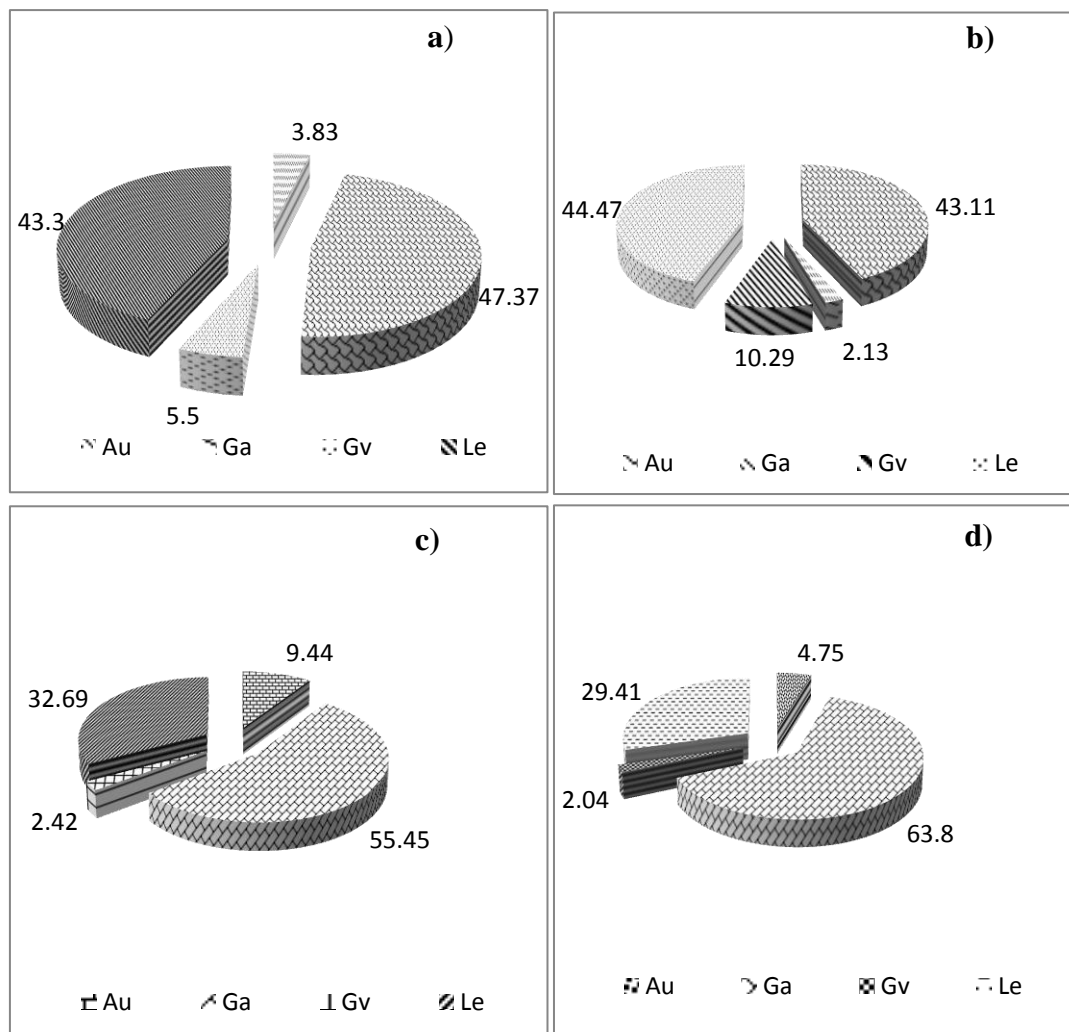 a)
3.83
43.3
47.37
5.5
Au Ga Gv Le
b)
44.47
43.11
10.29
2.13
Au Ga Gv Le
c)
9.44
32.69
2.42
55.45
Au Ga Gv Le
d)
4.75
29.41
2.04
63.8
Au Ga Gv Le